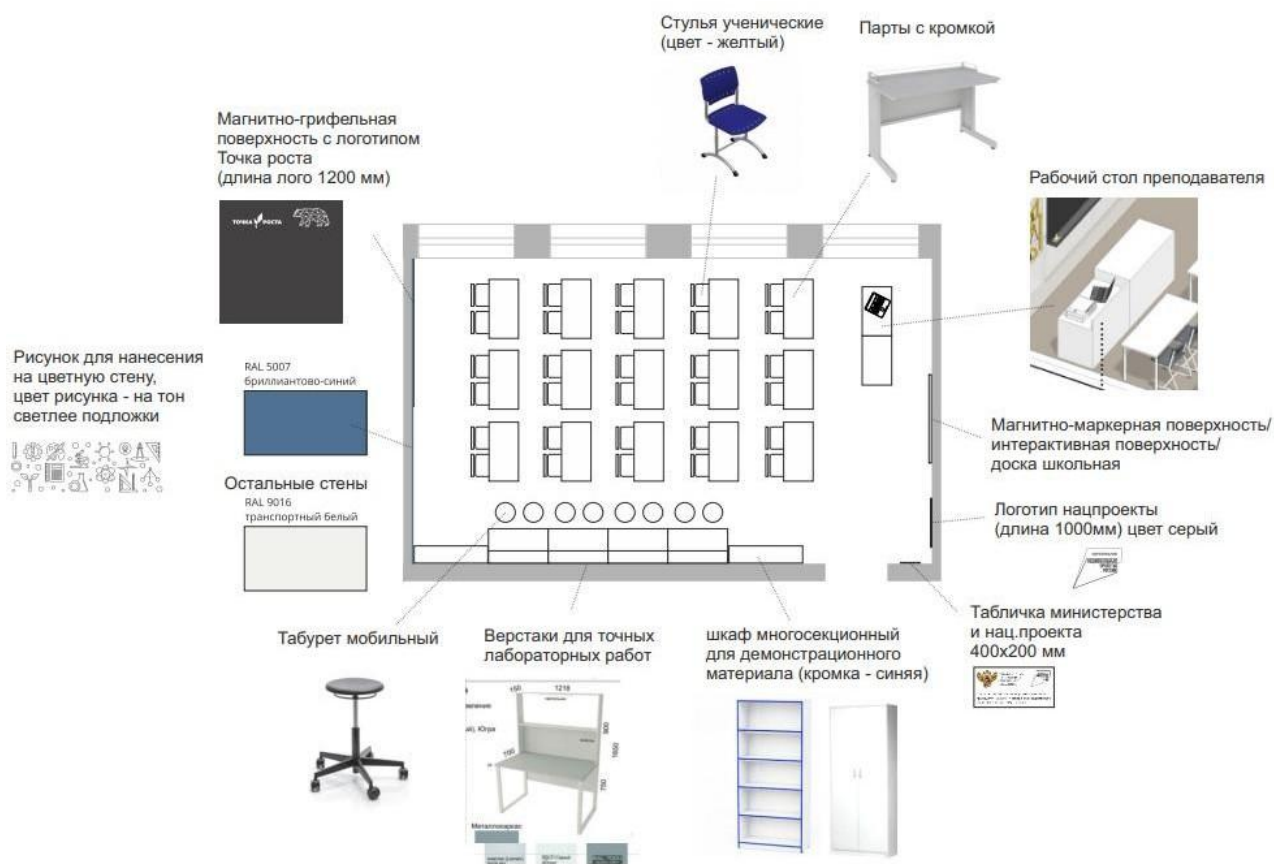 Стулья ученические
(цвет - желтый)
Парты с кромкой
Магнитно-грифельная
поверхность с логотипом
Точка роста
(длина лого 1200 мм)
ТОЧКА РОСТА
Рабочий стол преподавателя
Рисунок для нанесения
на цветную стену,
цвет рисунка - на тон
светлее подложки
RAL 5007
бриллиантово-синий
Остальные стены
RAL 9016
транспортный белый
Магнитно-маркерная поверхность/
интерактивная поверхность/
доска школьная
Логотип нацпроекты
(длина 1000мм) цвет серый
Табличка министерства
и нац.проекта
400х200 мм
Табурет мобильный
Верстаки для точных
лабораторных работ
шкаф многосекционный
для демонстрационного
материала (кромка - синяя)
150
1218
Югра
700
900
1650
750
Металлокаркас